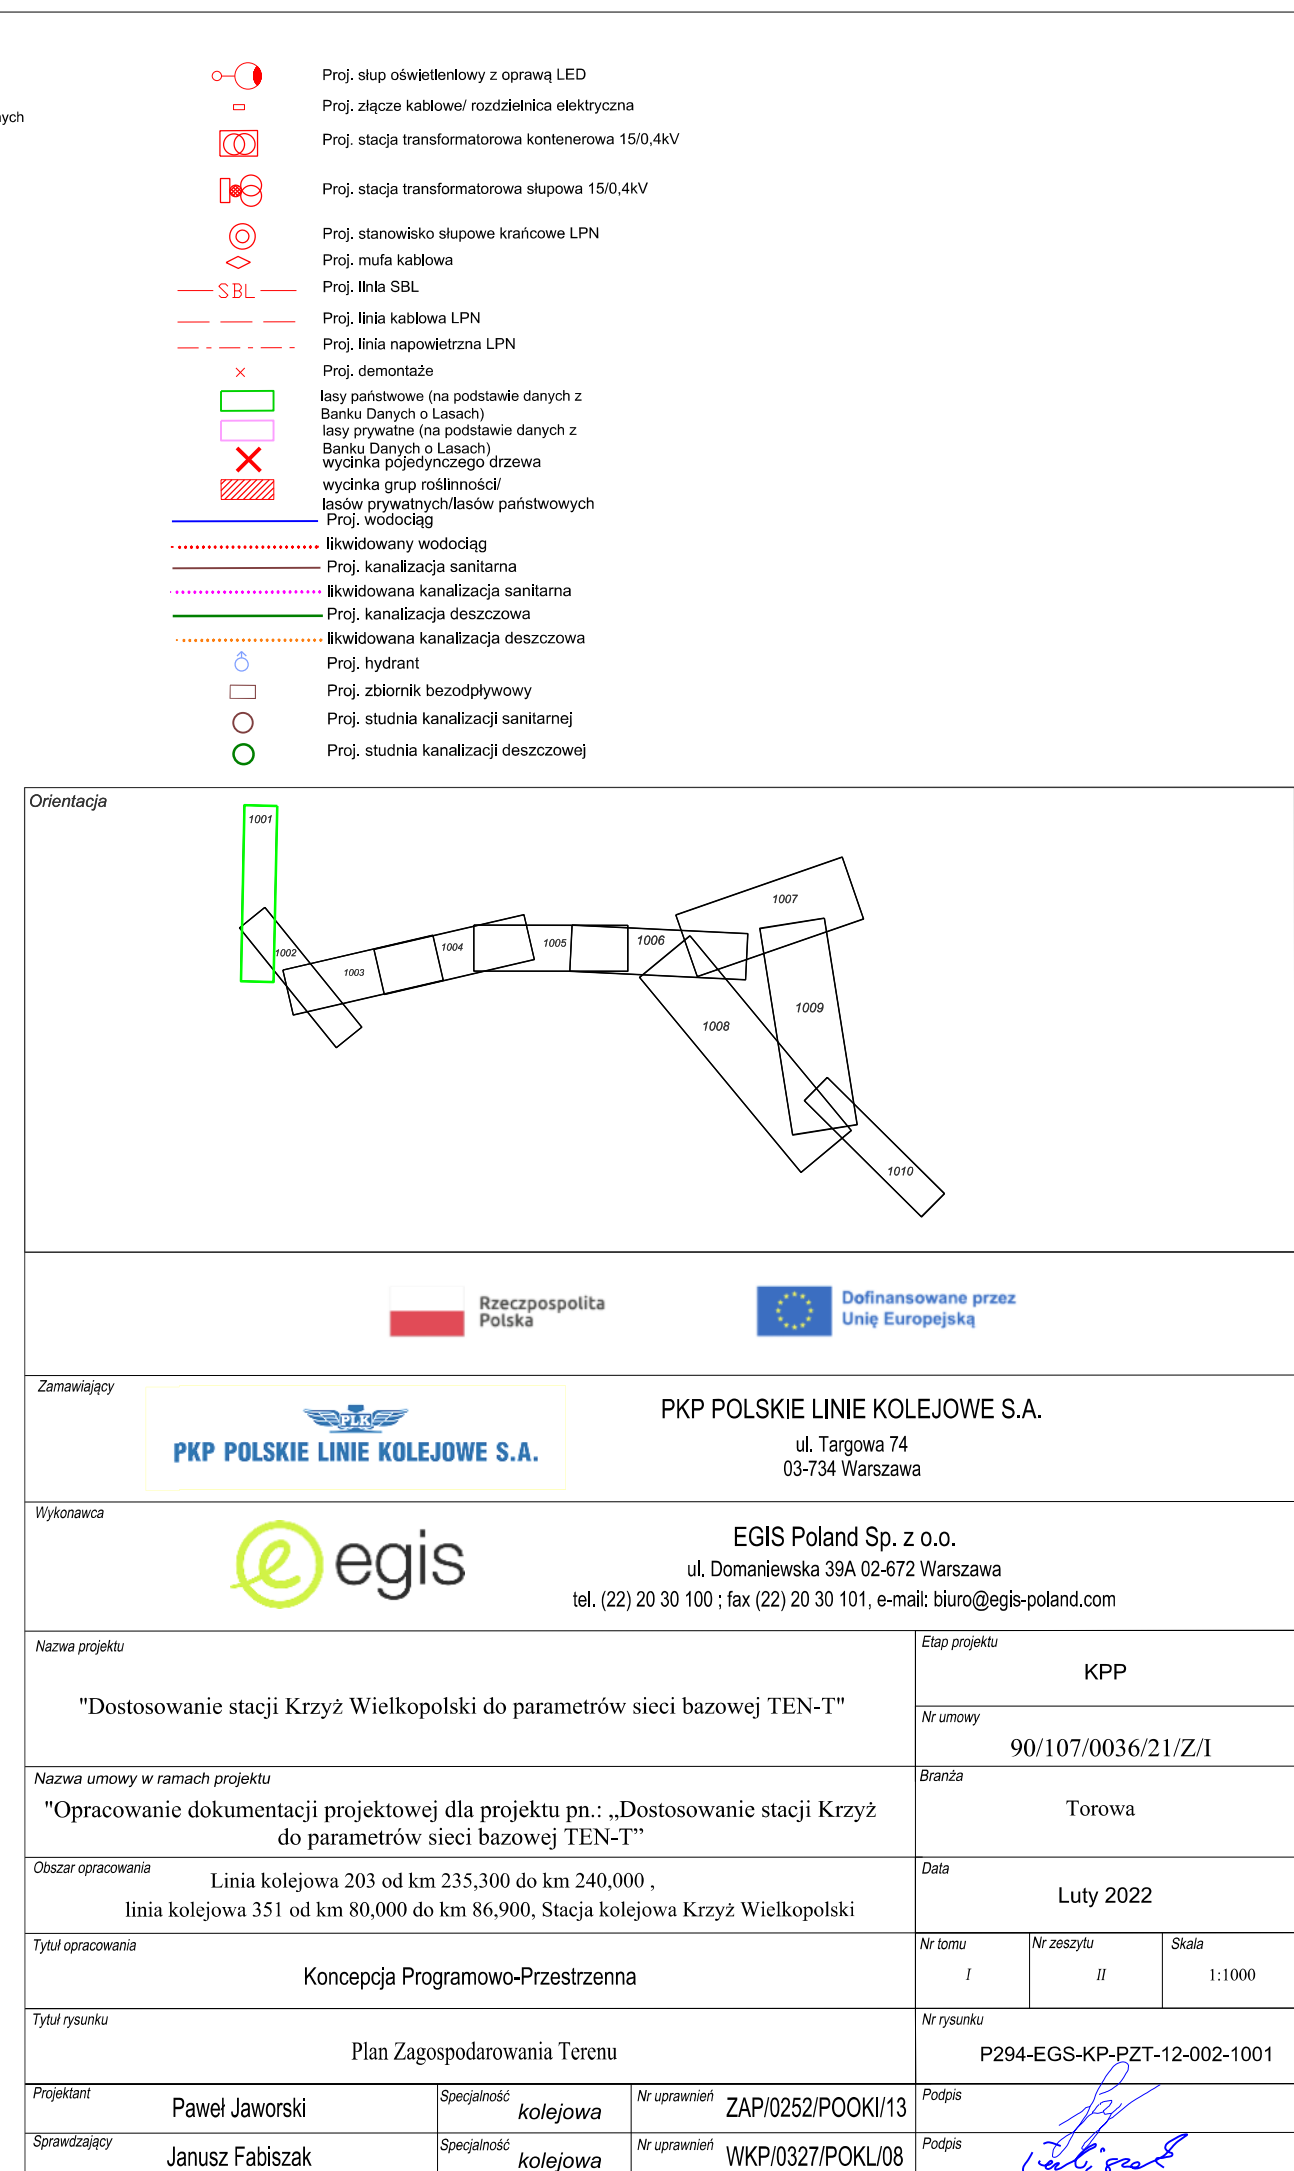 Proj. słup oświetleniowy z oprawą LED
Proj. złącze kablowe/ rozdzielnica elektryczna
Proj. stacja transformatorowa kontenerowa 15/0,4kV
Proj. stacja transformatorowa słupowa 15/0,4kV
Proj. stanowisko słupowe krańcowe LPN
Proj. mufa kablowa
SBL Proj. linia SBL
Proj. linia kablowa LPN
Proj. linia napowietrzna LPN
Proj. demontaże
lasy państwowe (na podstawie danych z
Banku Danych o Lasach)
lasy prywatne (na podstawie danych z
Banku Danych o Lasach)
wycinka pojedynczego drzewa
wycinka grup roślinności/
lasów prywatnych/lasów państwowych
Proj. wodociąg
likwidowany wodociąg
Proj. kanalizacja sanitarna
likwidowana kanalizacja sanitarna
Proj. kanalizacja deszczowa
likwidowana kanalizacja deszczowa
Proj. hydrant
Proj. zbiornik bezodpływowy
Proj. studnia kanalizacji sanitarnej
Proj. studnia kanalizacji deszczowej
Orientacja
1001
1002
1003
1004
1005
1006
1007
1008
1009
1010
Rzeczpospolita
Polska
Dofinansowane przez
Unię Europejską
Zamawiający
PLK
PKP POLSKIE LINIE KOLEJOWE S.A.
PKP POLSKIE LINIE KOLEJOWE S.A.
ul. Targowa 74
03-734 Warszawa
Wykonawca
egis
EGIS Poland Sp. z o.o.
ul. Domaniewska 39A 02-672 Warszawa
tel. (22) 20 30 100 ; fax (22) 20 30 101, e-mail: biuro@egis-poland.com
Nazwa projektu
"Dostosowanie stacji Krzyż Wielkopolski do parametrów sieci bazowej TEN-T"
Etap projektu
KPP
Nr umowy
90/107/0036/21/Z/I
Nazwa umowy w ramach projektu
"Opracowanie dokumentacji projektowej dla projektu pn.: „Dostosowanie stacji Krzyż
do parametrów sieci bazowej TEN-T”
Branża
Torowa
Obszar opracowania
Linia kolejowa 203 od km 235,300 do km 240,000 ,
linia kolejowa 351 od km 80,000 do km 86,900, Stacja kolejowa Krzyż Wielkopolski
Data
Luty 2022
Tytuł opracowania
Koncepcja Programowo-Przestrzenna
Nr tomu
I
Nr zeszytu
II
Skala
1:1000
Tytuł rysunku
Plan Zagospodarowania Terenu
Nr rysunku
P294-EGS-KP-PZT-12-002-1001
Projektant
Paweł Jaworski
Specjalność
kolejowa
Nr uprawnień
ZAP/0252/POOKI/13
Podpis
Sprawdzający
Janusz Fabiszak
Specjalność
kolejowa
Nr uprawnień
WKP/0327/POKL/08
Podpis